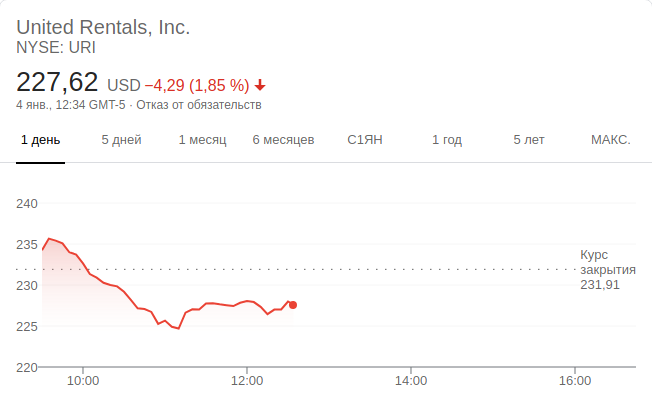 United Rentals, Inc.
NYSE: URI
227,62 USD −4,29 (1,85 %)
4 янв., 12:34 GMT-5 · Отказ от обязательств
1 день 5 дней 1 месяц 6 месяцев С1ЯН 1 год 5 лет МАКС.
240
235
Курс
закрытия
231,91
230
225
220
10:00 12:00 14:00 16:00